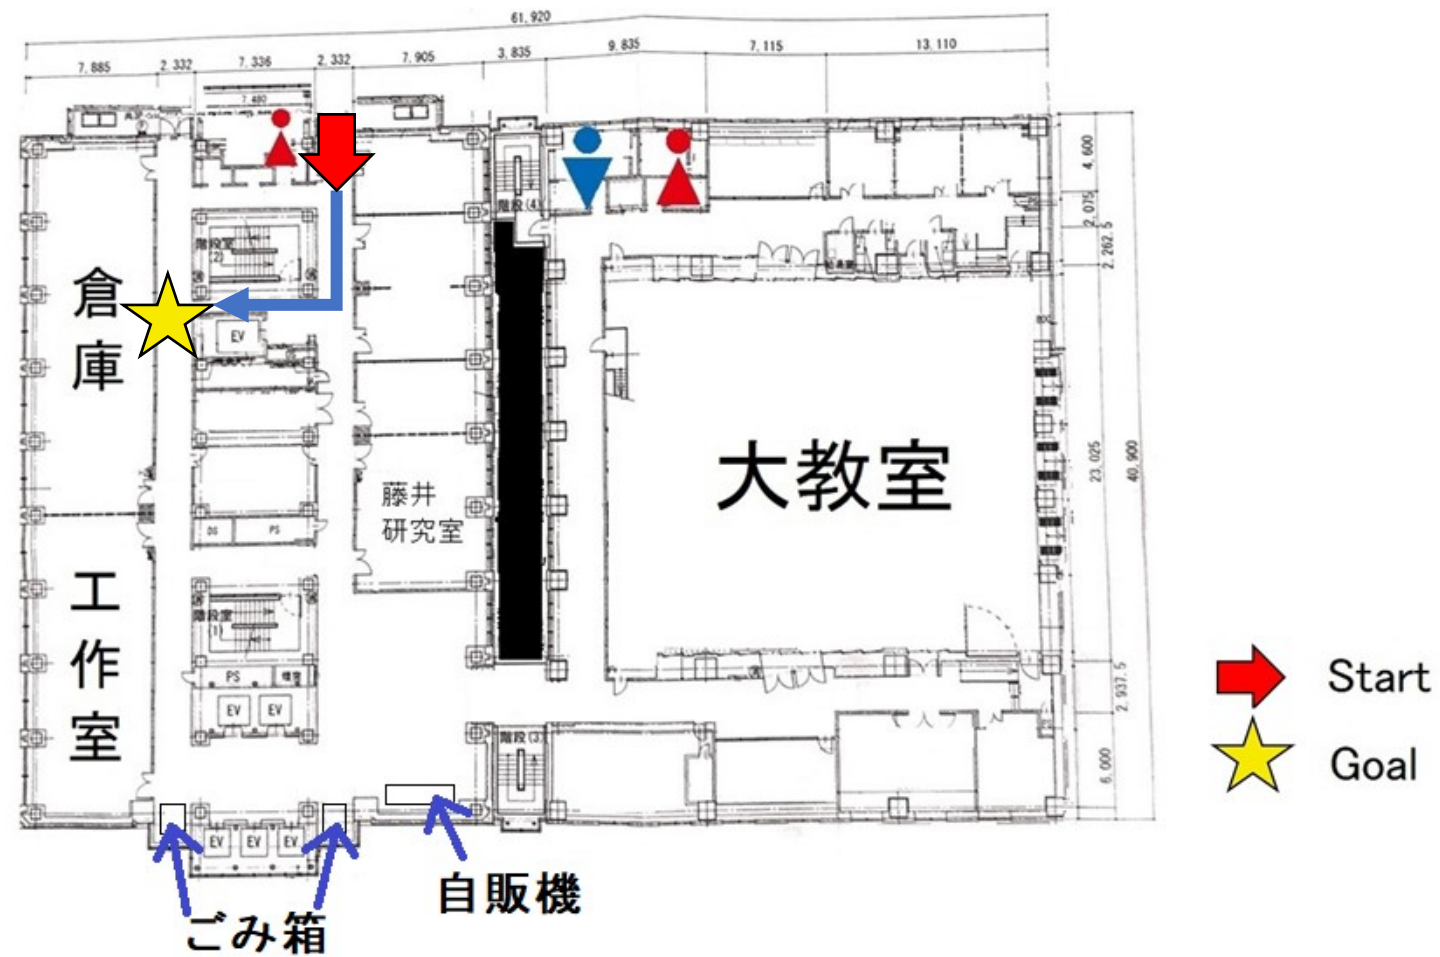 61,920
7,885
2,332
7,336
2,332
7,905
3,835
9,835
7,115
13,110
7,480
階段(4)
階段室
(2)
EV
倉
庫
藤井
研究室
大教室
DS
PS
階段室
(1)
工
作
室
PS
EV
EV
階段(3)
EV
EV
EV
ごみ箱
自販機
4,600
2,075
2,262.5
23,025
40,900
2,937.5
6,000
Start
Goal